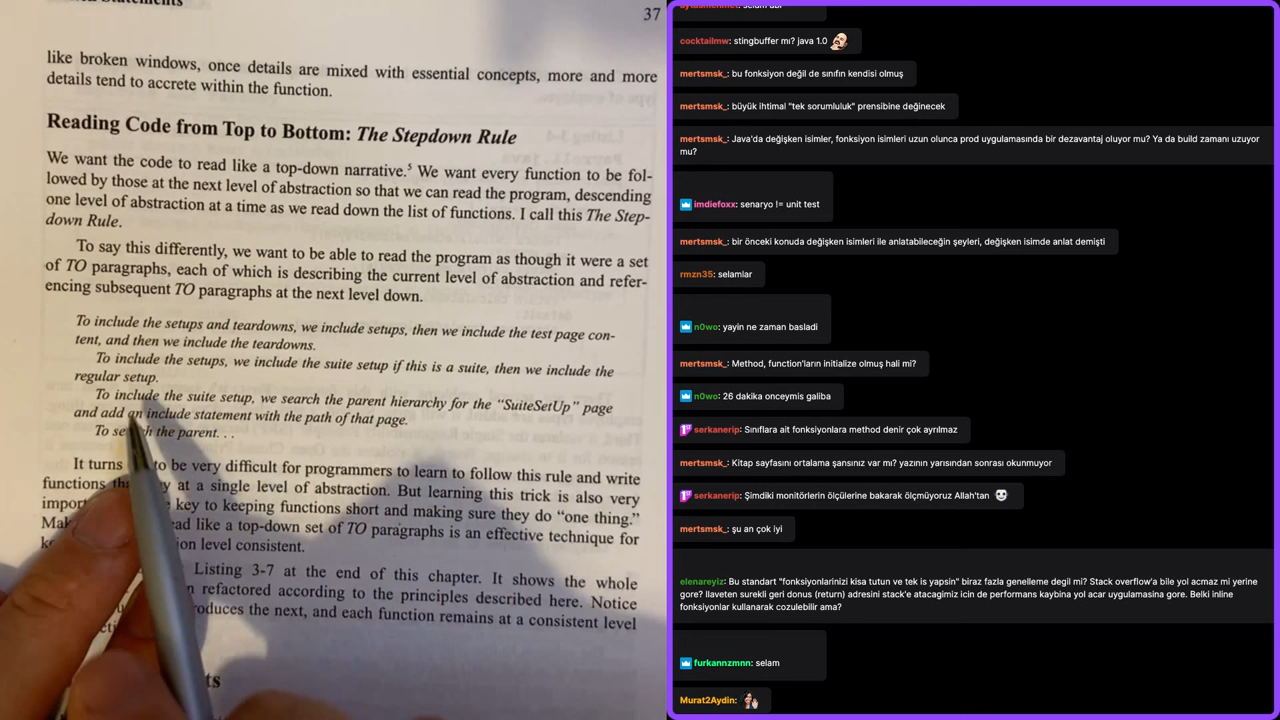 37
like broken windows, once details are mixed with essential concepts, more and more
details tend to accrete within the function.
Reading Code from Top to Bottom: The Stepdown Rule
We want the code to read like a top-down narrative.5 We want every function to be fol-
lowed by those at the next level of abstraction so that we can read the program, descending
one level of abstraction at a time as we read down the list of functions. I call this The Step-
down Rule.
To say this differently, we want to be able to read the program as though it were a set
of TO paragraphs, each of which is describing the current level of abstraction and refer-
encing subsequent TO paragraphs at the next level down.
To include the setups and teardowns, we include setups, then we include the test page con-
tent, and then we include the teardowns.
To include the setups, we include the suite setup if this is a suite, then we include the
regular setup.
To include the suite setup, we search the parent hierarchy for the “SuiteSetUp” page
and add an include statement with the path of that page.
To the parent. . .
It turns to be very difficult for programmers to learn to follow this rule and write
functions at a single level of abstraction. But learning this trick is also very
key to keeping functions short and making sure they do “one thing.”
like a top-down set of TO paragraphs is an effective technique for
level consistent.
Listing 3-7 at the end of this chapter. It shows the whole
refactored according to the principles described here. Notice
the next, and each function remains at a consistent level
cocktailmw: stingbuffer mı? java 1.0
mertsmsk_: bu fonksiyon değil de sınıfın kendisi olmuş
mertsmsk_: büyük ihtimal "tek sorumluluk" prensibine değinecek
mertsmsk_: Java'da değişken isimler, fonksiyon isimleri uzun olunca prod uygulamasında bir dezavantaj oluyor mu? Ya da build zamanı uzuyor
mu?
imdiefoxx: senaryo != unit test
mertsmsk_: bir önceki konuda değişken isimleri ile anlatabileceğin şeyleri, değişken isimde anlat demişti
rmzn35: selamlar
n0wo: yayin ne zaman basladi
mertsmsk_: Method, function'ların initialize olmuş hali mi?
n0wo: 26 dakika onceymis galiba
serkanerip: Sınıflara ait fonksiyonlara method denir çok ayrılmaz
mertsmsk_: Kitap sayfasını ortalama şansınız var mı? yazının yarısından sonrası okunmuyor
serkanerip: Şimdiki monitörlerin ölçülerine bakarak ölçmüyoruz Allah'tan
mertsmsk_: şu an çok iyi
elenareyiz: Bu standart "fonksiyonlarinizi kisa tutun ve tek is yapsin" biraz fazla genelleme degil mi? Stack overflow'a bile yol acmaz mi yerine
gore? Ilaveten surekli geri donus (return) adresini stack'e atacagimiz icin de performans kaybina yol acar uygulamasina gore. Belki inline
fonksiyonlar kullanarak cozulebilir ama?
furkannzmnn: selam
Murat2Aydin: